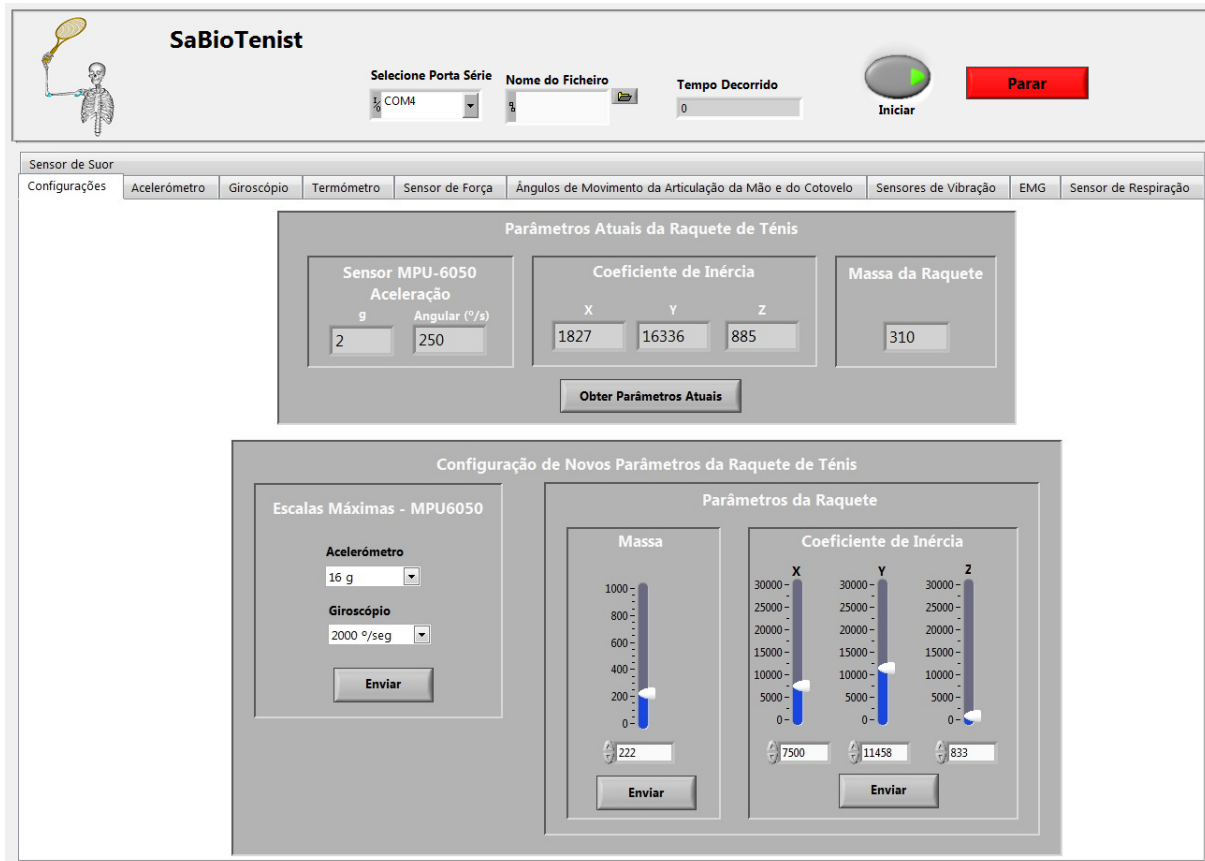 SaBioTenist
Selecione Porta Série
Nome do Ficheiro
Tempo Decorrido
I/O COM4
0
Iniciar
Parar
Sensor de Suor
Configurações
Acelerómetro
Giroscópio
Termómetro
Sensor de Força
Ângulos de Movimento da Articulação da Mão e do Cotovelo
Sensores de Vibração
EMG
Sensor de Respiração
Parâmetros Atuais da Raquete de Ténis
Sensor MPU-6050
Aceleração
g
Angular (º/s)
2
250
Coeficiente de Inércia
X
Y
Z
1827
16336
885
Massa da Raquete
310
Obter Parâmetros Atuais
Configuração de Novos Parâmetros da Raquete de Ténis
Escalas Máximas - MPU6050
Acelerómetro
16 g
Giroscópio
2000 º/seg
Enviar
Parâmetros da Raquete
Massa
1000
800
600
400
200
0
222
Enviar
Coeficiente de Inércia
X
30000
25000
20000
15000
10000
5000
0
7500
Y
30000
25000
20000
15000
10000
5000
0
11458
Z
30000
25000
20000
15000
10000
5000
0
833
Enviar